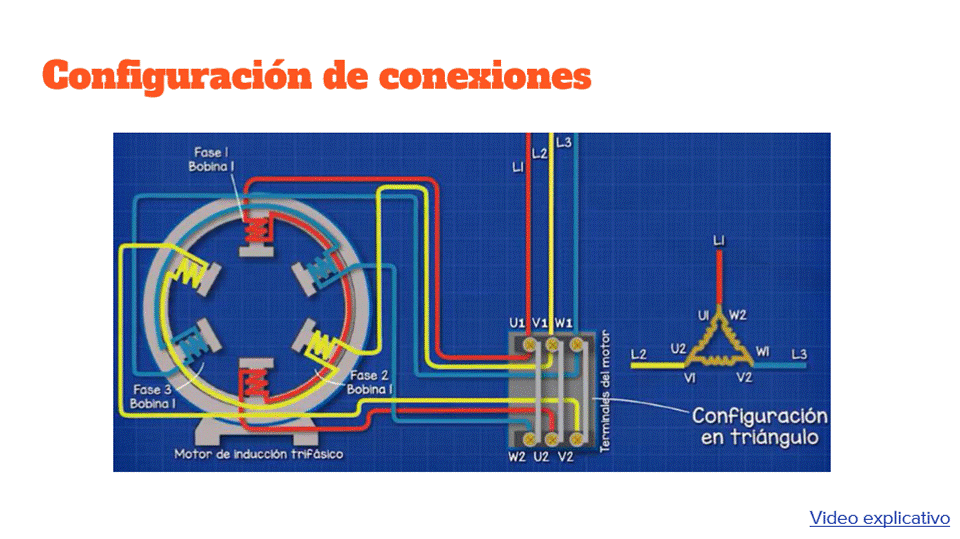 Configuración de conexiones
Fase 1
Bobina 1
L1
L2
L3
U1 V1 W1
Terminales del motor
Fase 3
Bobina 1
Fase 2
Bobina 1
Motor de inducción trifásico
W2 U2 V2
L1
U1 W2
L2
U2
W1
L3
V1
V2
Configuración
en triángulo
Video explicativo